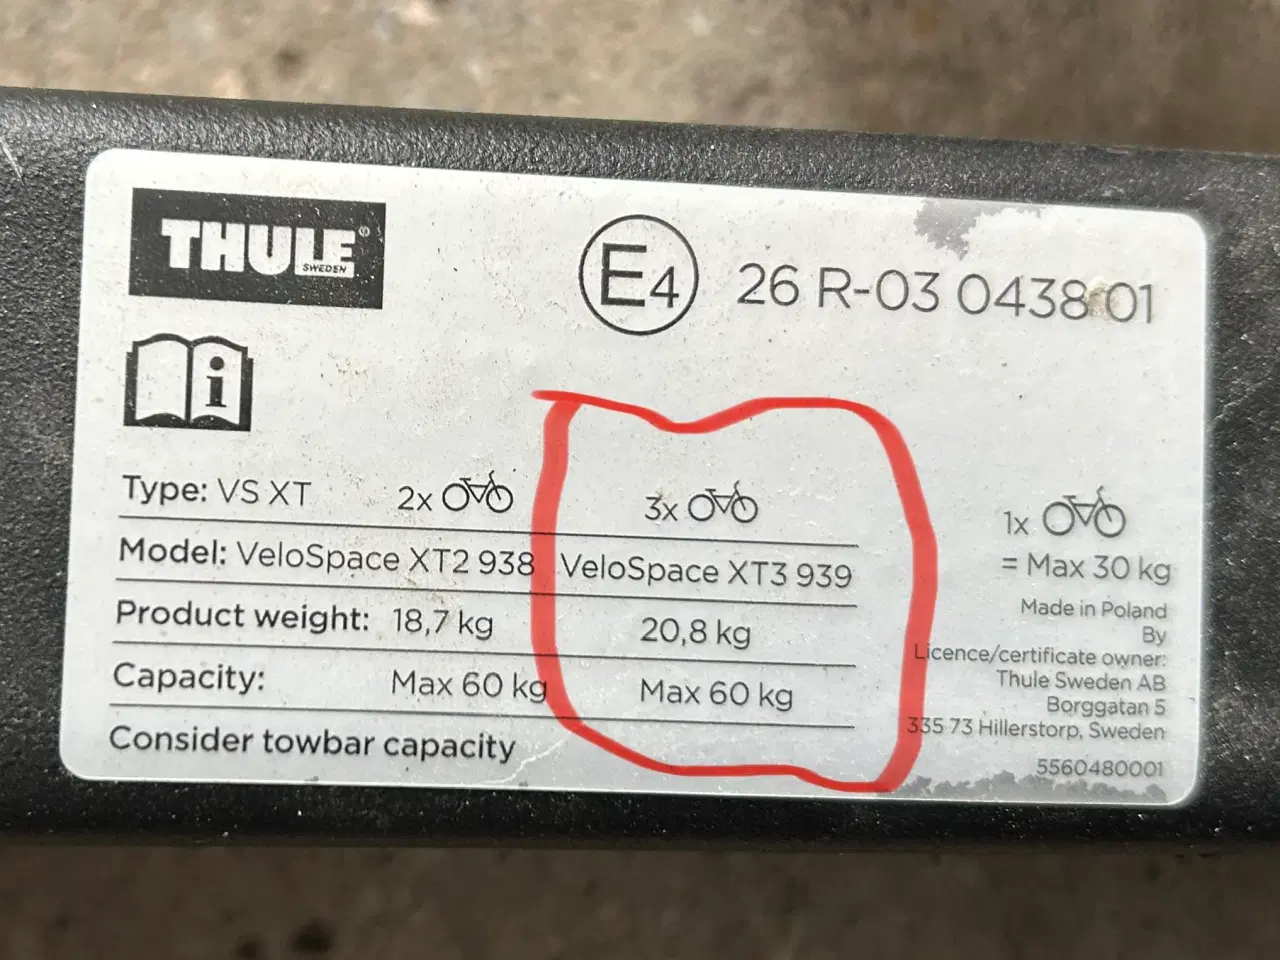 THULE®
SWEDEN
E4 26 R-03 0438 01
i
Type: VS XT 2x 3x
Model: VeloSpace XT2 938 VeloSpace XT3 939
Product weight: 18,7 kg 20,8 kg
Capacity: Max 60 kg Max 60 kg
Consider towbar capacity
1x
= Max 30 kg
Made in Poland
By
Licence/certificate owner:
Thule Sweden AB
Borggatan 5
335 73 Hillerstorp, Sweden
5560480001